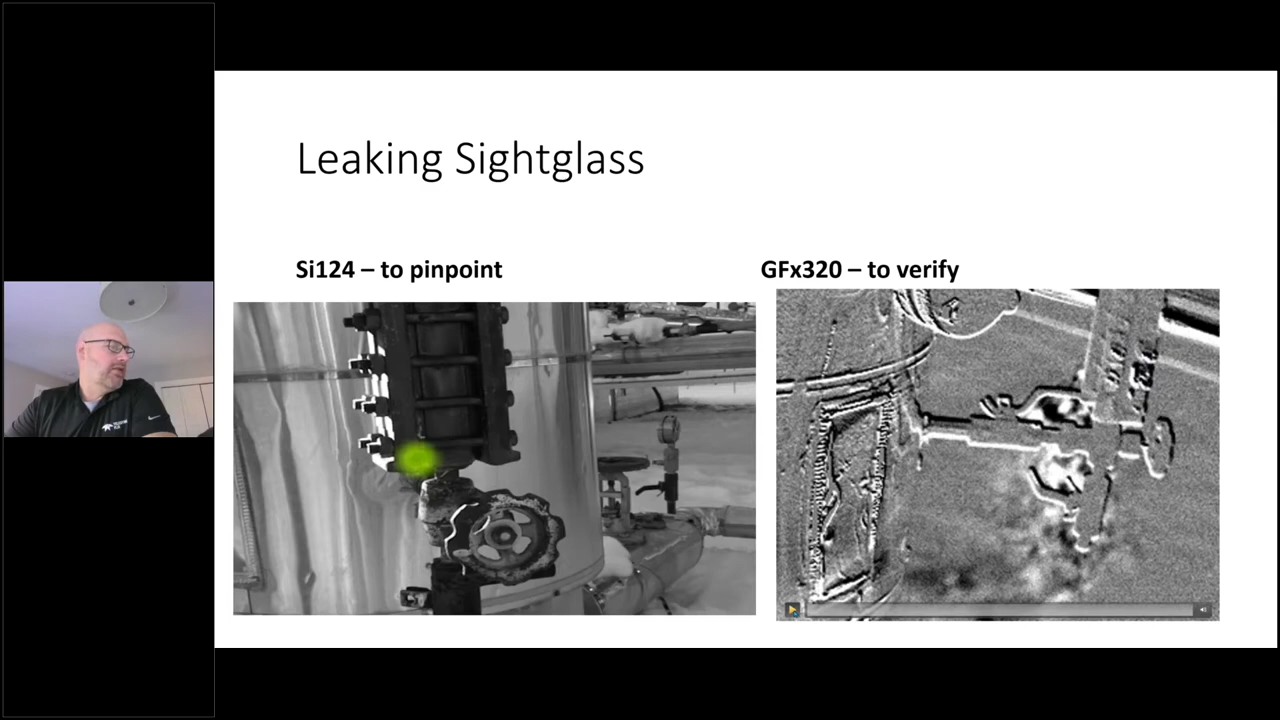 Leaking Sightglass
Si124 – to pinpoint
GFx320 – to verify